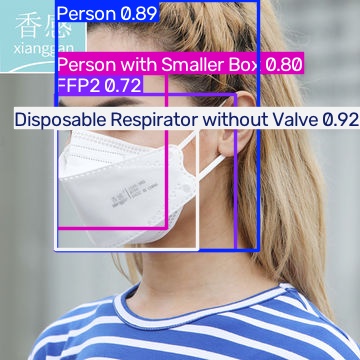 香感
xianggan
Person 0.89
Person with Smaller Box 0.80
FFP2 0.72
Disposable Respirator without Valve 0.92